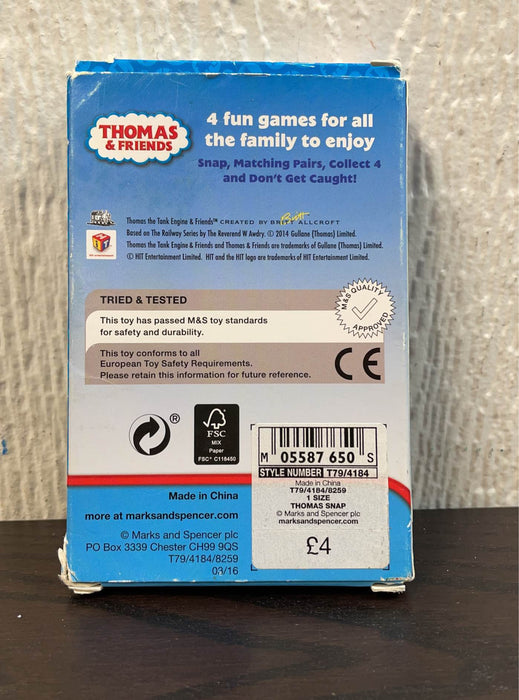 THOMAS
& FRIENDS
4 fun games for all
the family to enjoy
Snap, Matching Pairs, Collect 4
and Don't Get Caught!
Thomas the Tank Engine & Friends™ CREATED BY BRITT ALLCROFT
Based on The Railway Series by The Reverend W Awdry. © 2014 Gullane (Thomas) Limited.
Thomas the Tank Engine & Friends and Thomas & Friends are trademarks of Gullane (Thomas) Limited.
© HIT Entertainment Limited. HIT and the HIT logo are trademarks of HIT Entertainment Limited.
HIT entertainment
M&S QUALITY
APPROVED
TRIED & TESTED
This toy has passed M&S toy standards
for safety and durability.
This toy conforms to all
European Toy Safety Requirements.
Please retain this information for future reference.
CE
®
FSC
MIX
Paper
FSC® C118450
M 05587 650 S
STYLE NUMBER T79/4184
Made in China
T79/4184/8259
1 SIZE
THOMAS SNAP
© Marks and Spencer plc
marksandspencer.com
£4
Made in China
more at marksandspencer.com
© Marks and Spencer plc
PO Box 3339 Chester CH99 9QS
T79/4184/8259
03/16